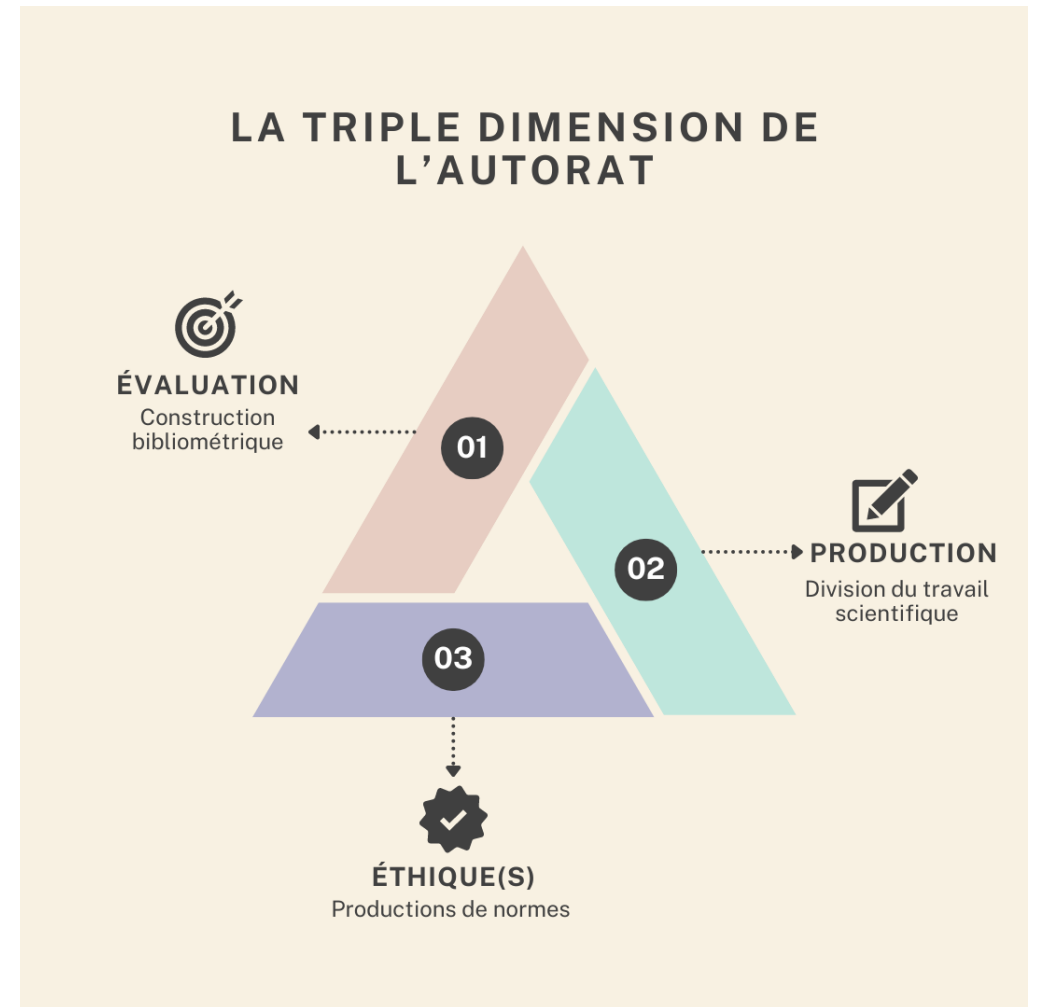 LA TRIPLE DIMENSION DE
L’AUTORAT
ÉVALUATION
Construction
bibliométrique
01
02
PRODUCTION
Division du travail
scientifique
03
ÉTHIQUE(S)
Productions de normes